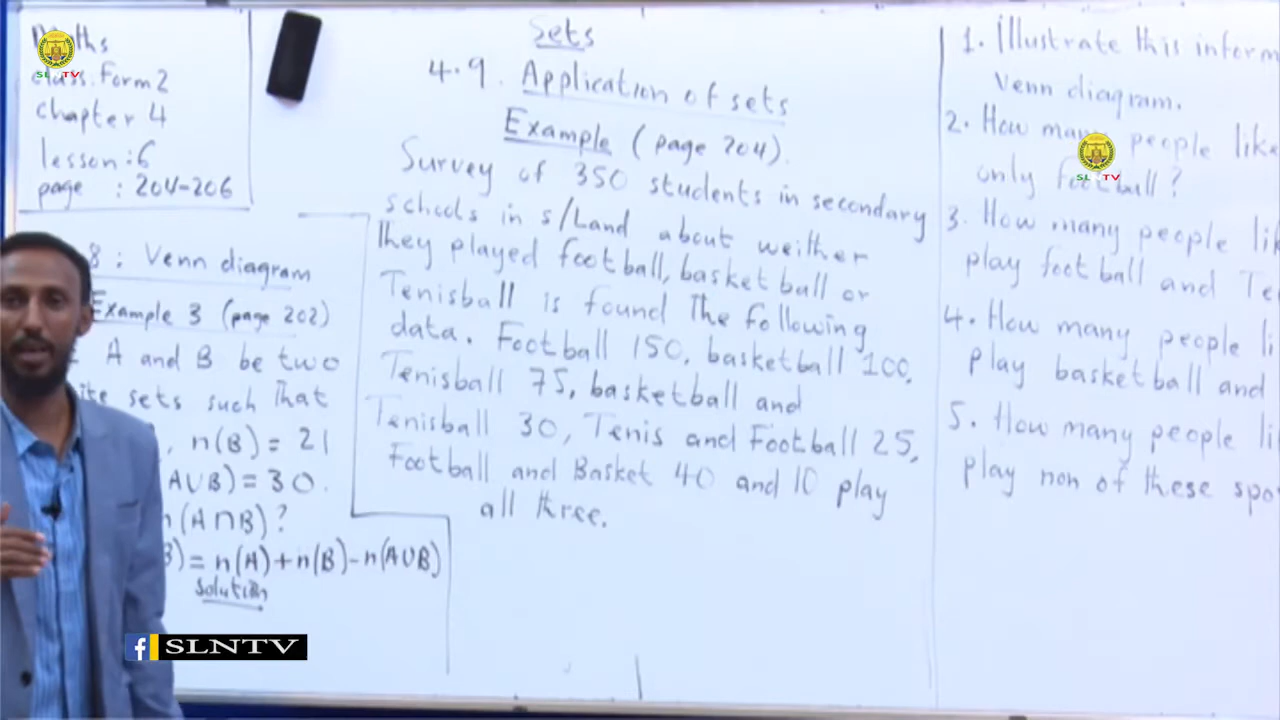 Maths
SL TV
class: Form 2
chapter 4
lesson: 6
page : 204-206
8 : Venn diagram
Example 3 (page 202)
A and B be two
sets such that
, n(B) = 21
AUB) = 30.
n(A∩B)?
B) = n(A)+n(B)-n(AUB)
Solution
Sets
4.9. Application of sets
Example (page 204).
Survey of 350 students in secondary
schools in s/Land about weither
They played football, basket ball or
Tenisball is found The following
data. Football 150, basketball 100,
Tenisball 75, basketball and
Tenisball 30, Tenis and Football 25,
Football and Basket 40 and 10 play
all three.
1. Illustrate this inform
Venn diagram.
2. How many people like
only football?
SL TV
3. How many people li
play foot ball and Te
4. How many people li
play basketball and
5. How many people li
play non of these spo
f SLNTV